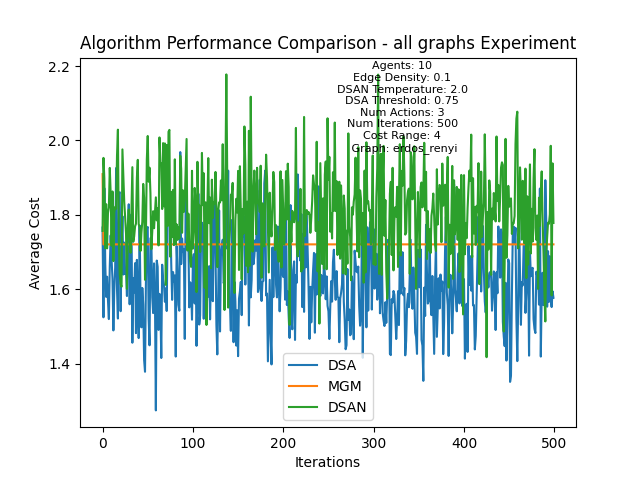 Algorithm Performance Comparison - all graphs Experiment
Agents: 10
Edge Density: 0.1
DSAN Temperature: 2.0
DSA Threshold: 0.75
Num Actions: 3
Num Iterations: 500
Cost Range: 4
Graph: erdos_renyi
2.2
2.0
1.8
1.6
1.4
Average Cost
DSA
MGM
DSAN
0 100 200 300 400 500
Iterations